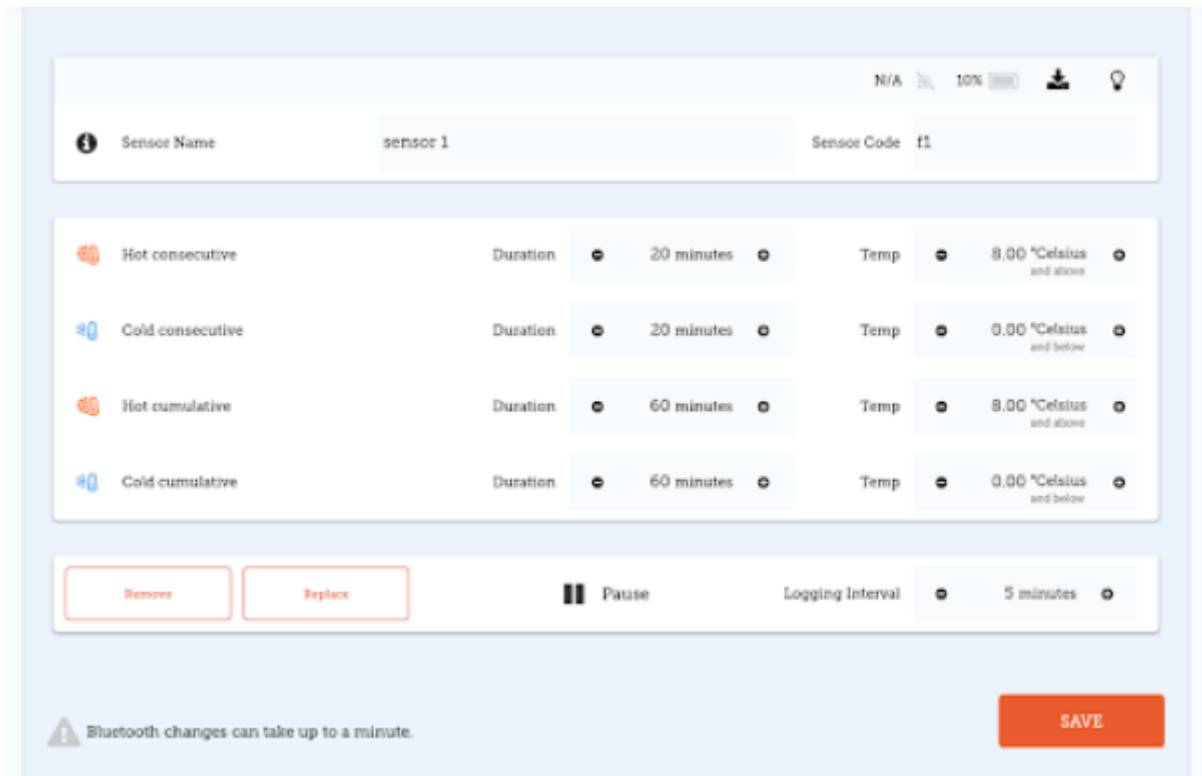 N/A 10%
Sensor Name sensor 1 Sensor Code f1
Hot consecutive Duration 20 minutes Temp 8.00 °Celsius
and above
Cold consecutive Duration 20 minutes Temp 0.00 °Celsius
and below
Hot cumulative Duration 60 minutes Temp 8.00 °Celsius
and above
Cold cumulative Duration 60 minutes Temp 0.00 °Celsius
and below
Remove Replace Pause Logging Interval 5 minutes
Bluetooth changes can take up to a minute.
SAVE